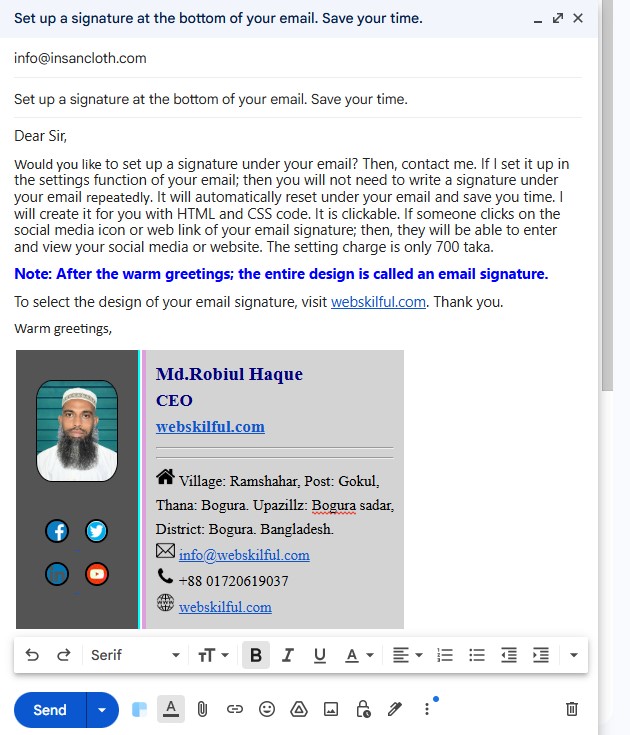 Set up a signature at the bottom of your email. Save your time.
info@insancloth.com
Set up a signature at the bottom of your email. Save your time.
Dear Sir,
Would you like to set up a signature under your email? Then, contact me. If I set it up in
the settings function of your email; then you will not need to write a signature under
your email repeatedly. It will automatically reset under your email and save you time. I
will create it for you with HTML and CSS code. It is clickable. If someone clicks on the
social media icon or web link of your email signature; then, they will be able to enter
and view your social media or website. The setting charge is only 700 taka.
Note: After the warm greetings; the entire design is called an email signature.
To select the design of your email signature, visit webskilful.com. Thank you.
Warm greetings,
Md.Robiul Haque
CEO
webskilful.com
Village: Ramshahar, Post: Gokul,
Thana: Bogura. Upazillz: Bogura sadar,
District: Bogura. Bangladesh.
info@webskilful.com
+88 01720619037
webskilful.com
Serif
Send